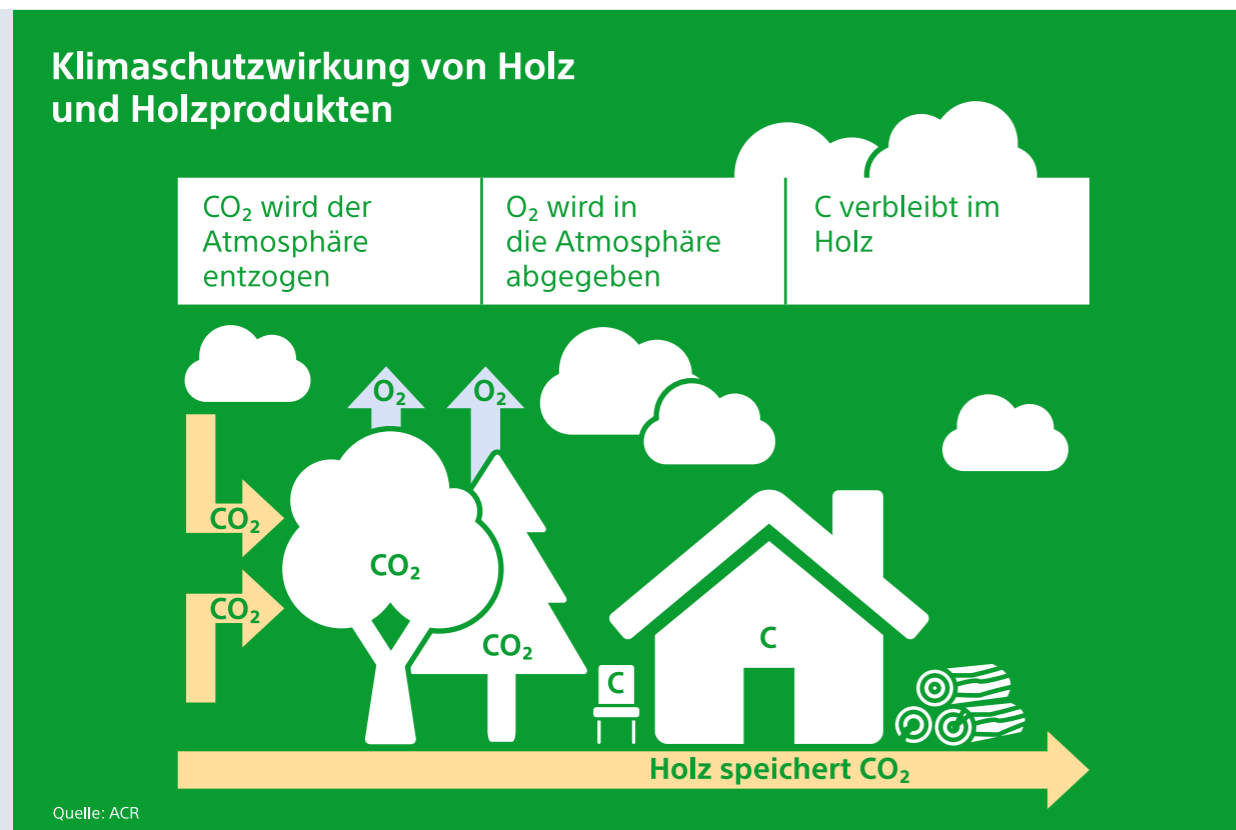 Klimaschutzwirkung von Holz
und Holzprodukten
CO₂ wird der
Atmosphäre
entzogen
O₂ wird in
die Atmosphäre
abgegeben
C verbleibt im
Holz
O₂
O₂
CO₂
CO₂
CO₂
CO₂
C
C
Holz speichert CO₂
Quelle: ACR